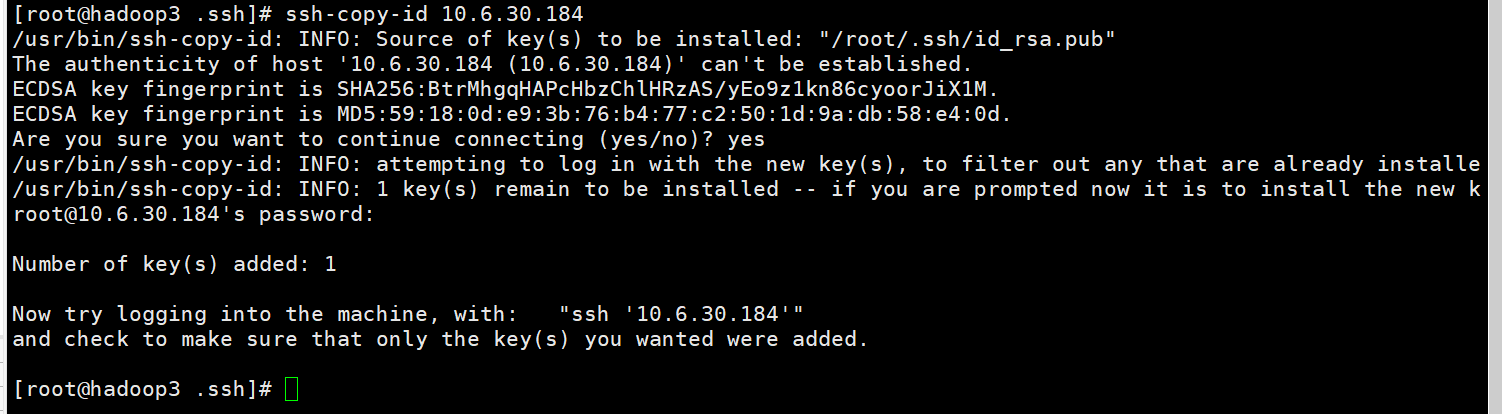 [root@hadoop3 .ssh]# ssh-copy-id 10.6.30.184
/usr/bin/ssh-copy-id: INFO: Source of key(s) to be installed: "/root/.ssh/id_rsa.pub"
The authenticity of host '10.6.30.184 (10.6.30.184)' can't be established.
ECDSA key fingerprint is SHA256:BtrMhgqHAPcHbzChlHRzAS/yEo9z1kn86cyoorJiX1M.
ECDSA key fingerprint is MD5:59:18:0d:e9:3b:76:b4:77:c2:50:1d:9a:db:58:e4:0d.
Are you sure you want to continue connecting (yes/no)? yes
/usr/bin/ssh-copy-id: INFO: attempting to log in with the new key(s), to filter out any that are already installe
/usr/bin/ssh-copy-id: INFO: 1 key(s) remain to be installed -- if you are prompted now it is to install the new k
root@10.6.30.184's password:
Number of key(s) added: 1
Now try logging into the machine, with:   "ssh '10.6.30.184'"
and check to make sure that only the key(s) you wanted were added.
[root@hadoop3 .ssh]#